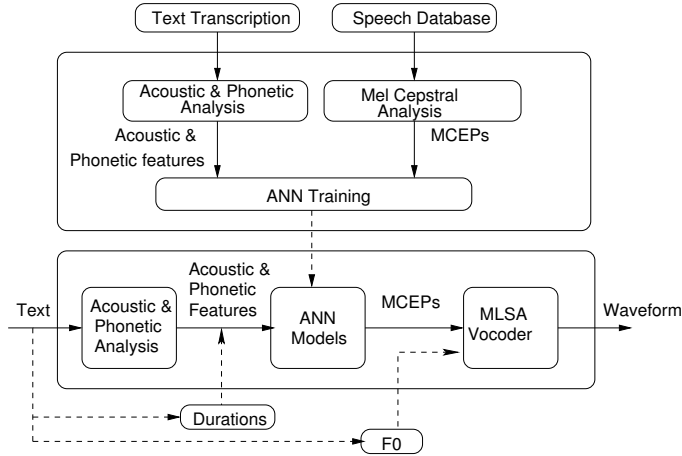 Text Transcription
Speech Database
Acoustic & Phonetic
Analysis
Mel Cepstral
Analysis
Acoustic &
Phonetic features
MCEPs
ANN Training
Text
Acoustic &
Phonetic
Analysis
Acoustic &
Phonetic
Features
ANN
Models
MCEPs
MLSA
Vocoder
Waveform
Durations
F0